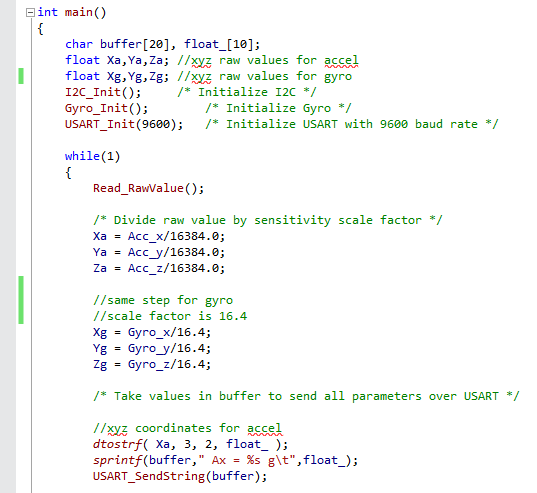 int main()
{
char buffer[20], float_[10];
float Xa,Ya,Za; //xyz raw values for accel
float Xg,Yg,Zg; //xyz raw values for gyro
I2C_Init(); /* Initialize I2C */
Gyro_Init(); /* Initialize Gyro */
USART_Init(9600); /* Initialize USART with 9600 baud rate */
while(1)
{
Read_RawValue();
/* Divide raw value by sensitivity scale factor */
Xa = Acc_x/16384.0;
Ya = Acc_y/16384.0;
Za = Acc_z/16384.0;
//same step for gyro
//scale factor is 16.4
Xg = Gyro_x/16.4;
Yg = Gyro_y/16.4;
Zg = Gyro_z/16.4;
/* Take values in buffer to send all parameters over USART */
//xyz coordinates for accel
dtostrf( Xa, 3, 2, float_ );
sprintf(buffer," Ax = %s g\t",float_);
USART_SendString(buffer);